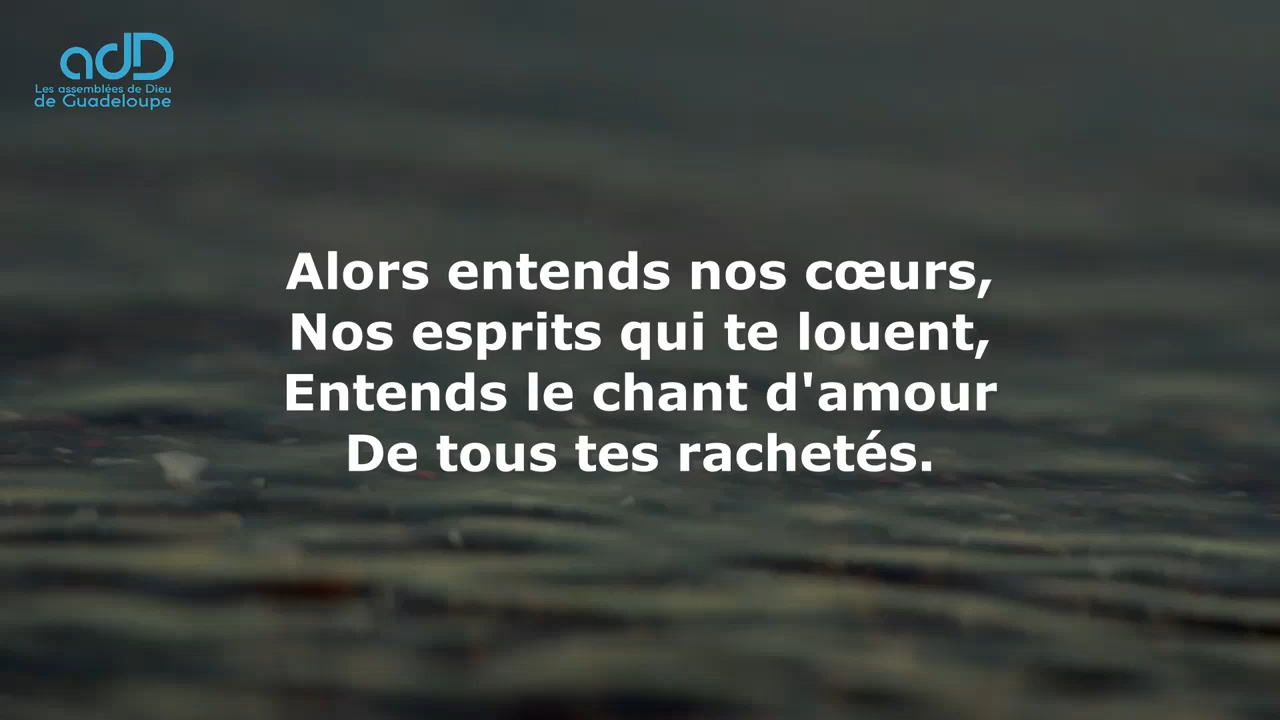 adD
Les assemblées de Dieu
de Guadeloupe
Alors entends nos cœurs,
Nos esprits qui te louent,
Entends le chant d'amour
De tous tes rachetés.